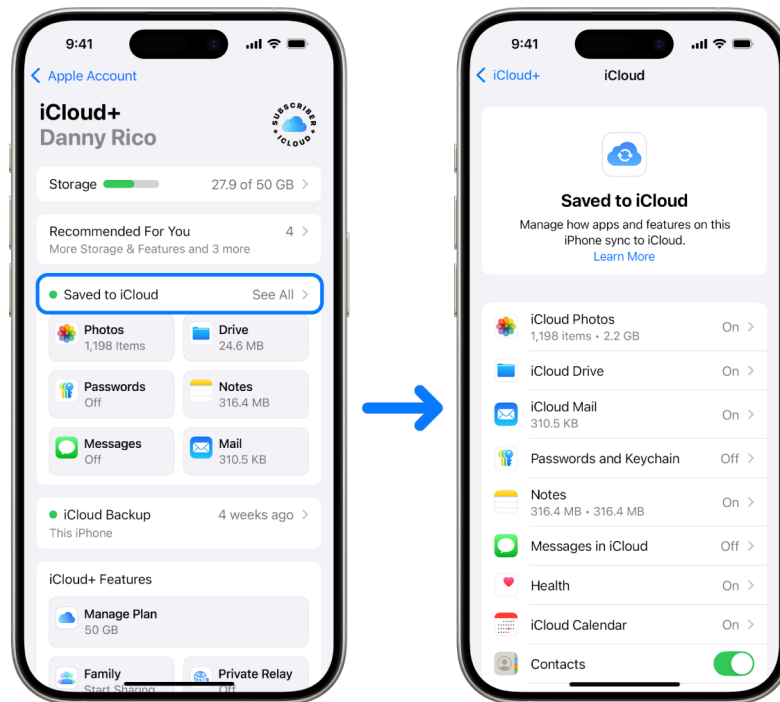 9:41
Apple Account
iCloud+
Danny Rico
SUBSCRIBER
iCLOUD
Storage
27.9 of 50 GB
Recommended For You
4
More Storage & Features and 3 more
Saved to iCloud
See All
Photos
1,198 Items
Drive
24.6 MB
Passwords
Off
Notes
316.4 MB
Messages
Off
Mail
310.5 KB
iCloud Backup
4 weeks ago
This iPhone
iCloud+ Features
Manage Plan
50 GB
Family
Start Sharing
Private Relay
Off
9:41
iCloud+
iCloud
Saved to iCloud
Manage how apps and features on this
iPhone sync to iCloud.
Learn More
iCloud Photos
1,198 items • 2.2 GB
On
iCloud Drive
On
iCloud Mail
310.5 KB
On
Passwords and Keychain
Off
Notes
316.4 MB • 316.4 MB
On
Messages in iCloud
Off
Health
On
iCloud Calendar
On
Contacts